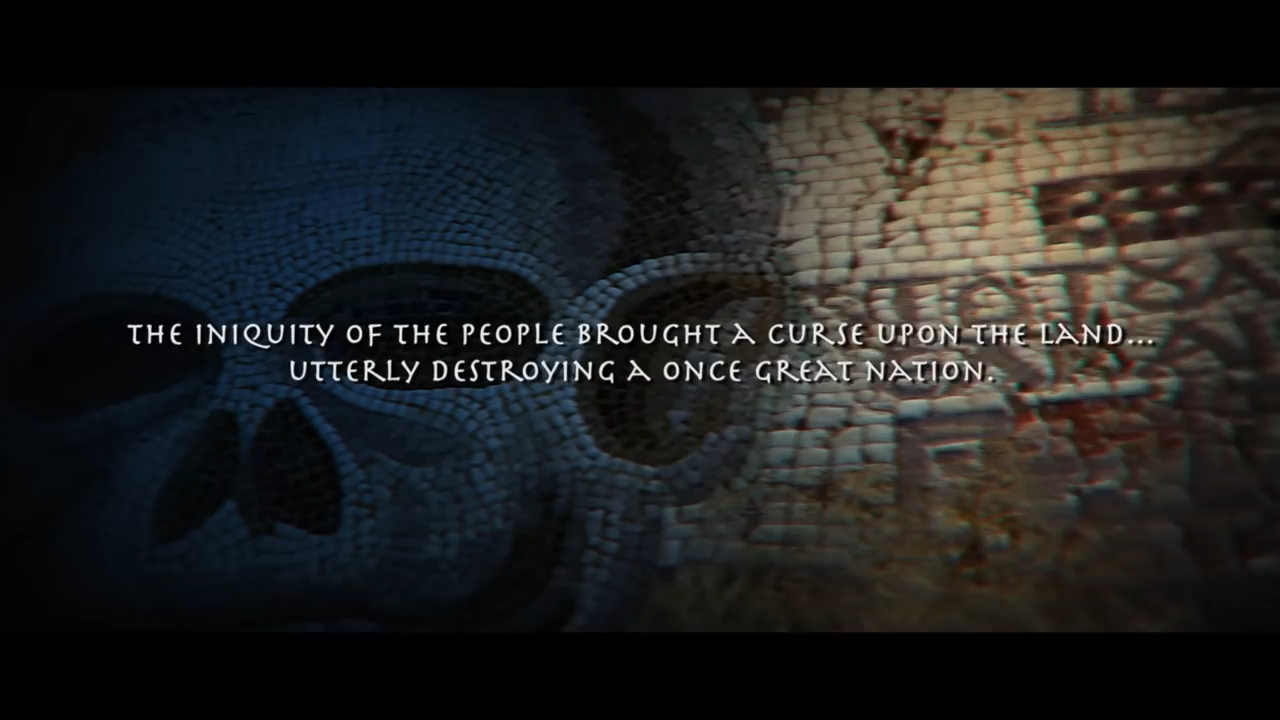 THE INIQUITY OF THE PEOPLE BROUGHT A CURSE UPON THE LAND...
UTTERLY DESTROYING A ONCE GREAT NATION.